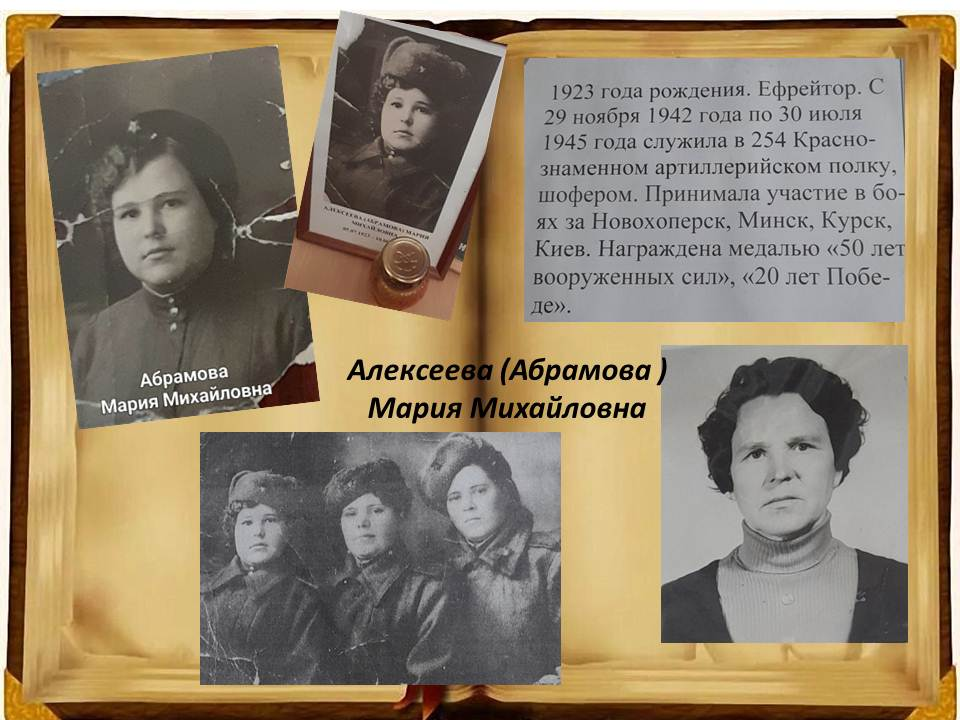 Абрамова
Мария Михайловна
АЛЕКСЕЕВА (АБРАМОВА) МАРИЯ
МИХАЙЛОВНА
1923 года рождения. Ефрейтор. С
29 ноября 1942 года по 30 июля
1945 года служила в 254 Красно-
знаменном артиллерийском полку,
шофером. Принимала участие в бо-
ях за Новохоперск, Минск, Курск,
Киев. Награждена медалью «50 лет
вооруженных сил», «20 лет Побе-
де».
Алексеева (Абрамова )
Мария Михайловна